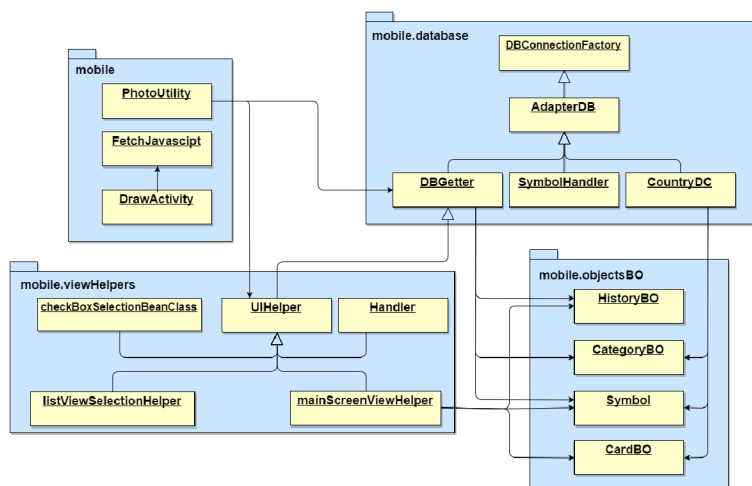 mobile
PhotoUtility
FetchJavascipt
DrawActivity
mobile.database
DBConnectionFactory
AdapterDB
DBGetter
SymbolHandler
CountryDC
mobile.viewHelpers
checkBoxSelectionBeanClass
UIHelper
Handler
listViewSelectionHelper
mainScreenViewHelper
mobile.objectsBO
HistoryBO
CategoryBO
Symbol
CardBO